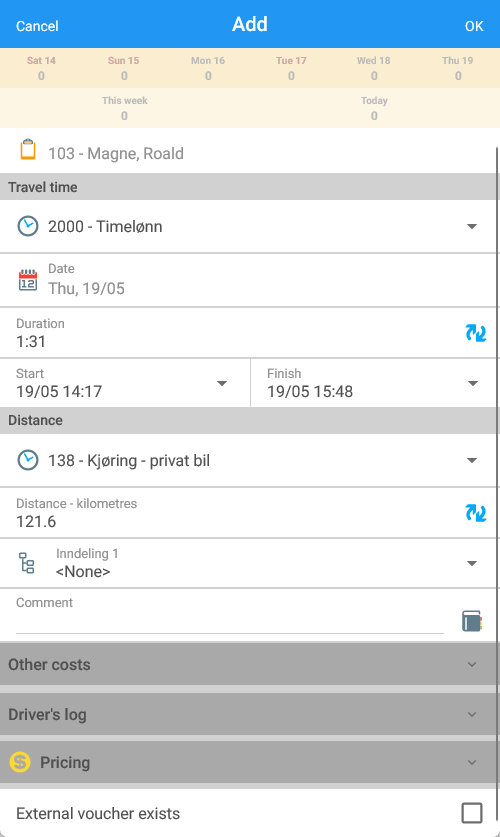 Cancel Add OK
Sat 14 Sun 15 Mon 16 Tue 17 Wed 18 Thu 19
0 0 0 0 0 0
This week Today
0 0
103 - Magne, Roald
Travel time
2000 - Timelønn
Date
12 Thu, 19/05
Duration
1:31
Start Finish
19/05 14:17 19/05 15:48
Distance
138 - Kjøring - privat bil
Distance - kilometres
121.6
Inndeling 1
<None>
Comment
Other costs
Driver's log
$ Pricing
External voucher exists